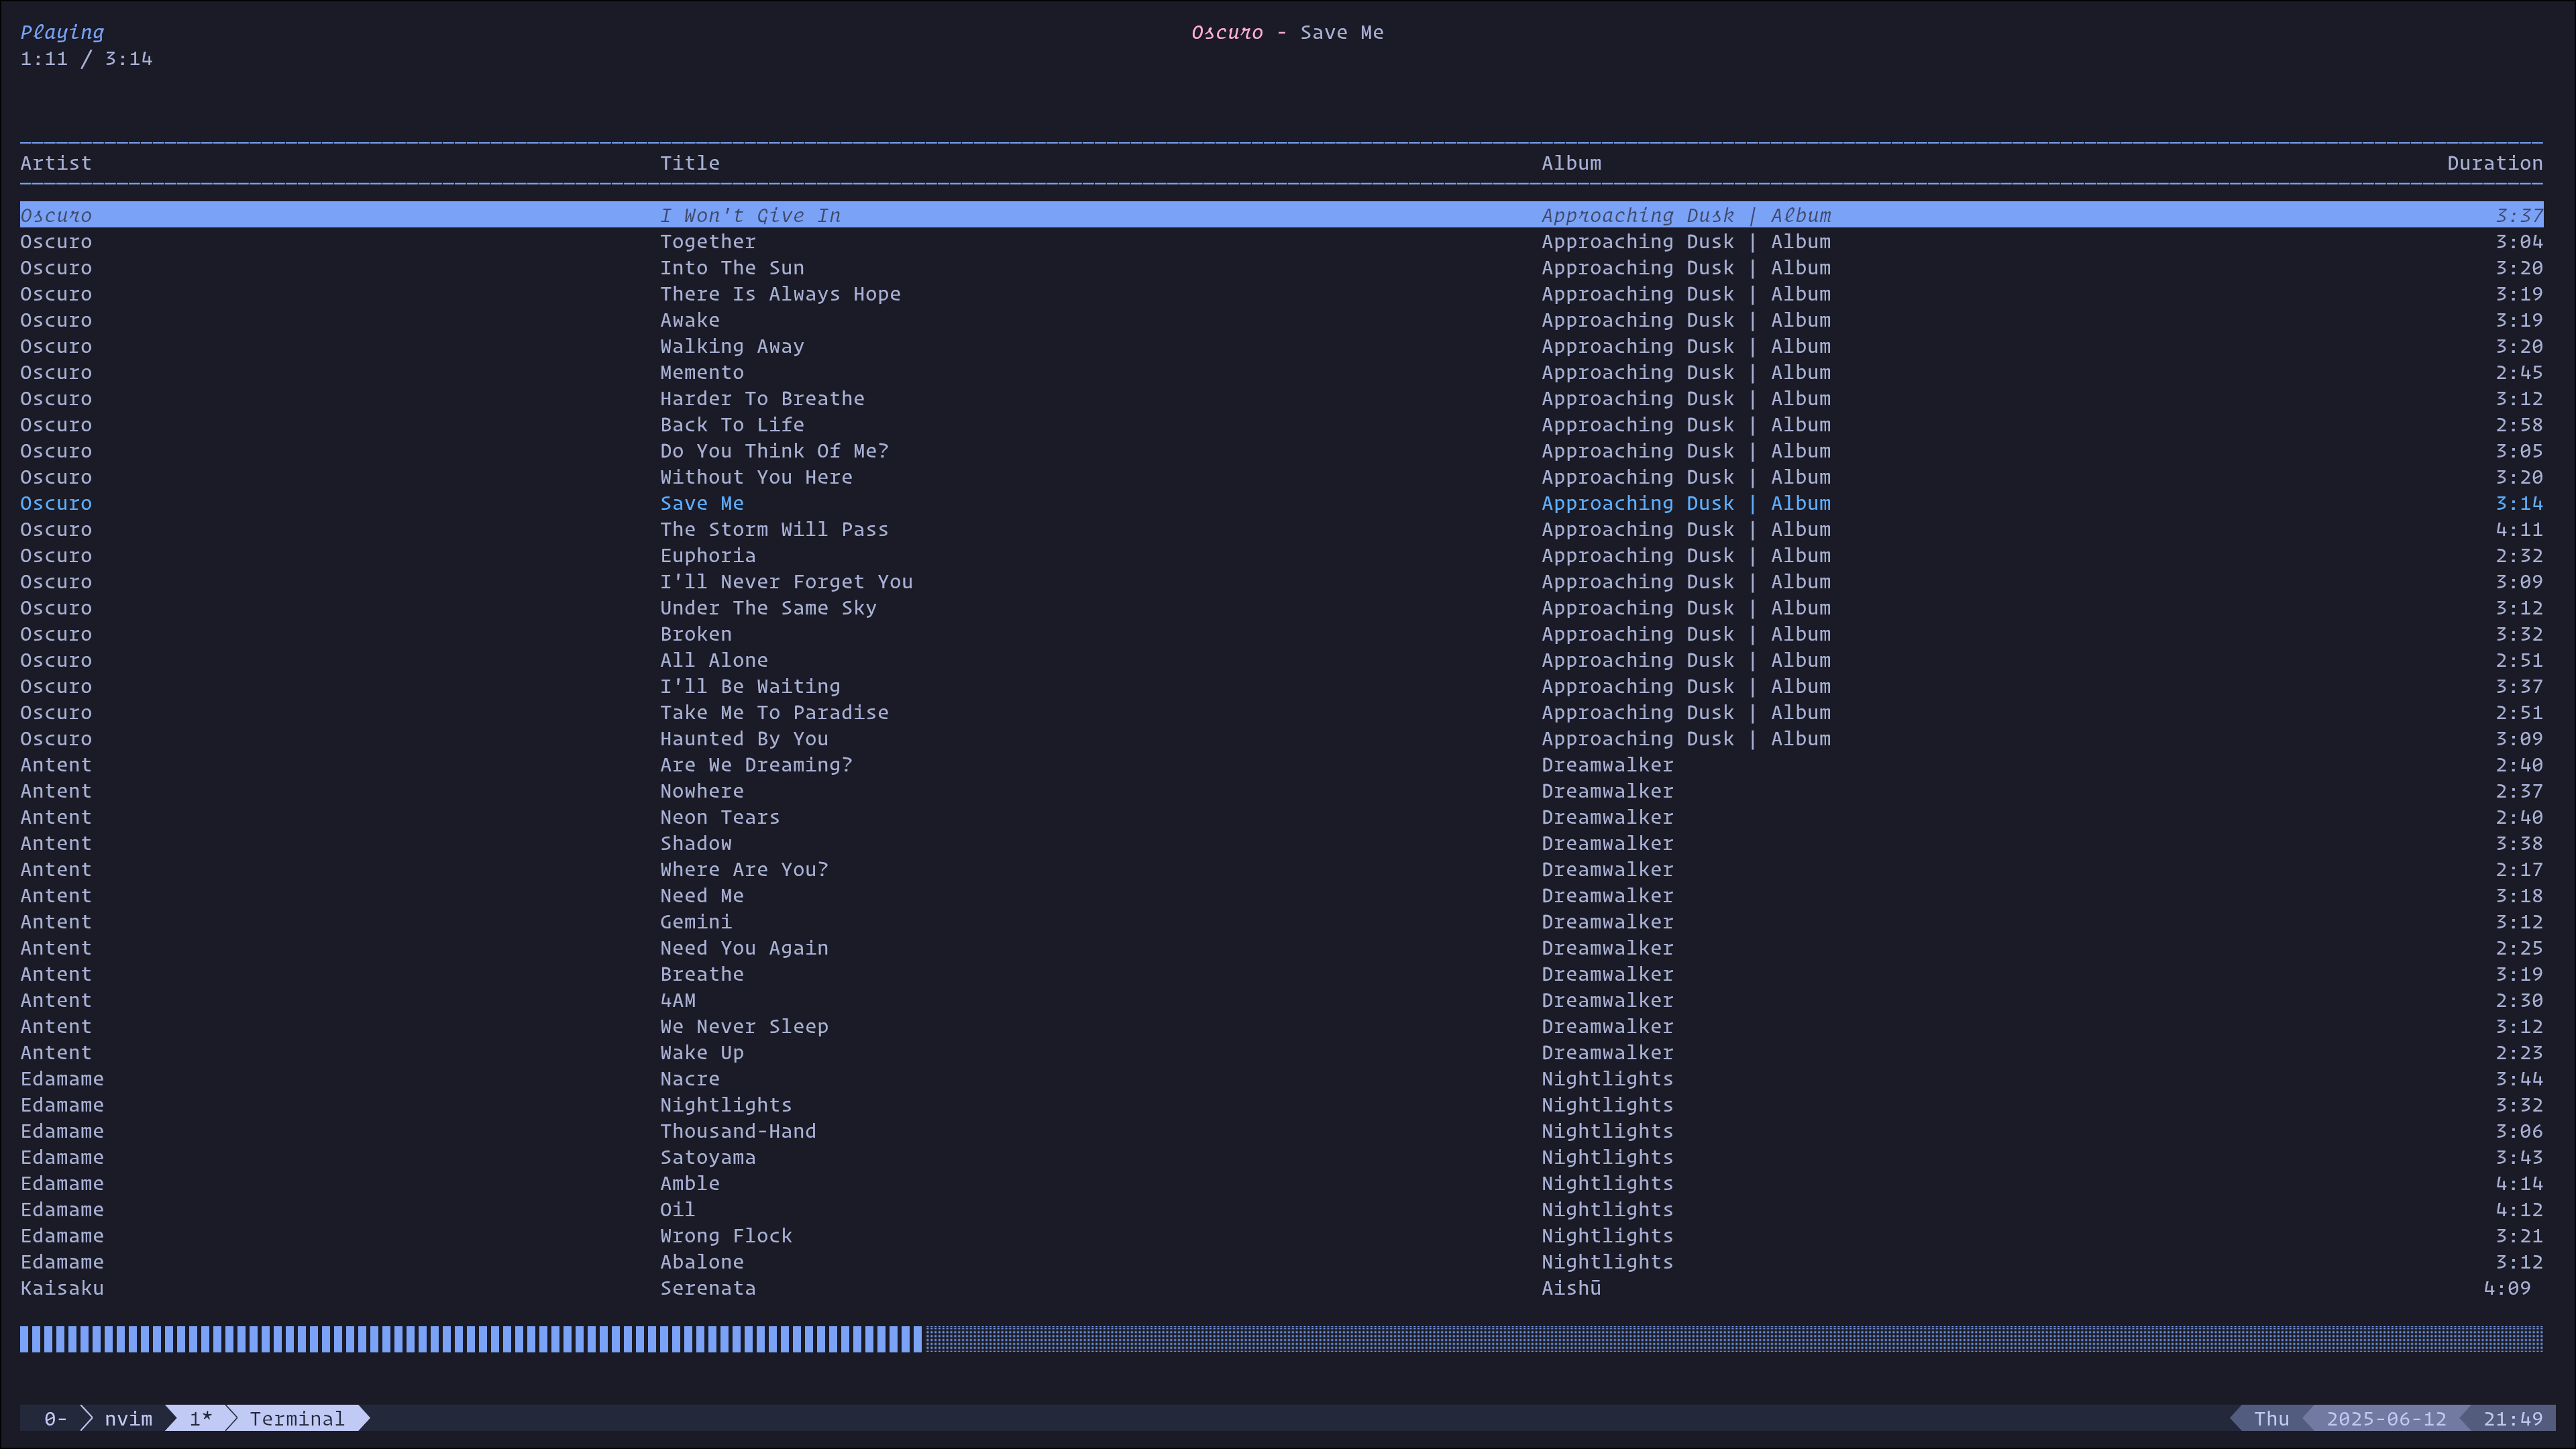 Playing Oscuro - Save Me
1:11 / 3:14
Artist Title Album Duration
Oscuro I Won't Give In Approaching Dusk | Album 3:37
Oscuro Together Approaching Dusk | Album 3:04
Oscuro Into The Sun Approaching Dusk | Album 3:20
Oscuro There Is Always Hope Approaching Dusk | Album 3:19
Oscuro Awake Approaching Dusk | Album 3:19
Oscuro Walking Away Approaching Dusk | Album 3:20
Oscuro Memento Approaching Dusk | Album 2:45
Oscuro Harder To Breathe Approaching Dusk | Album 3:12
Oscuro Back To Life Approaching Dusk | Album 2:58
Oscuro Do You Think Of Me? Approaching Dusk | Album 3:05
Oscuro Without You Here Approaching Dusk | Album 3:20
Oscuro Save Me Approaching Dusk | Album 3:14
Oscuro The Storm Will Pass Approaching Dusk | Album 4:11
Oscuro Euphoria Approaching Dusk | Album 2:32
Oscuro I'll Never Forget You Approaching Dusk | Album 3:09
Oscuro Under The Same Sky Approaching Dusk | Album 3:12
Oscuro Broken Approaching Dusk | Album 3:32
Oscuro All Alone Approaching Dusk | Album 2:51
Oscuro I'll Be Waiting Approaching Dusk | Album 3:37
Oscuro Take Me To Paradise Approaching Dusk | Album 2:51
Oscuro Haunted By You Approaching Dusk | Album 3:09
Antent Are We Dreaming? Dreamwalker 2:40
Antent Nowhere Dreamwalker 2:37
Antent Neon Tears Dreamwalker 2:40
Antent Shadow Dreamwalker 3:38
Antent Where Are You? Dreamwalker 2:17
Antent Need Me Dreamwalker 3:18
Antent Gemini Dreamwalker 3:12
Antent Need You Again Dreamwalker 2:25
Antent Breathe Dreamwalker 3:19
Antent 4AM Dreamwalker 2:30
Antent We Never Sleep Dreamwalker 3:12
Antent Wake Up Dreamwalker 2:23
Edamame Nacre Nightlights 3:44
Edamame Nightlights Nightlights 3:32
Edamame Thousand-Hand Nightlights 3:06
Edamame Satoyama Nightlights 3:43
Edamame Amble Nightlights 4:14
Edamame Oil Nightlights 4:12
Edamame Wrong Flock Nightlights 3:21
Edamame Abalone Nightlights 3:12
Kaisaku Serenata Aishū 4:09
0- nvim 1* Terminal Thu 2025-06-12 21:49